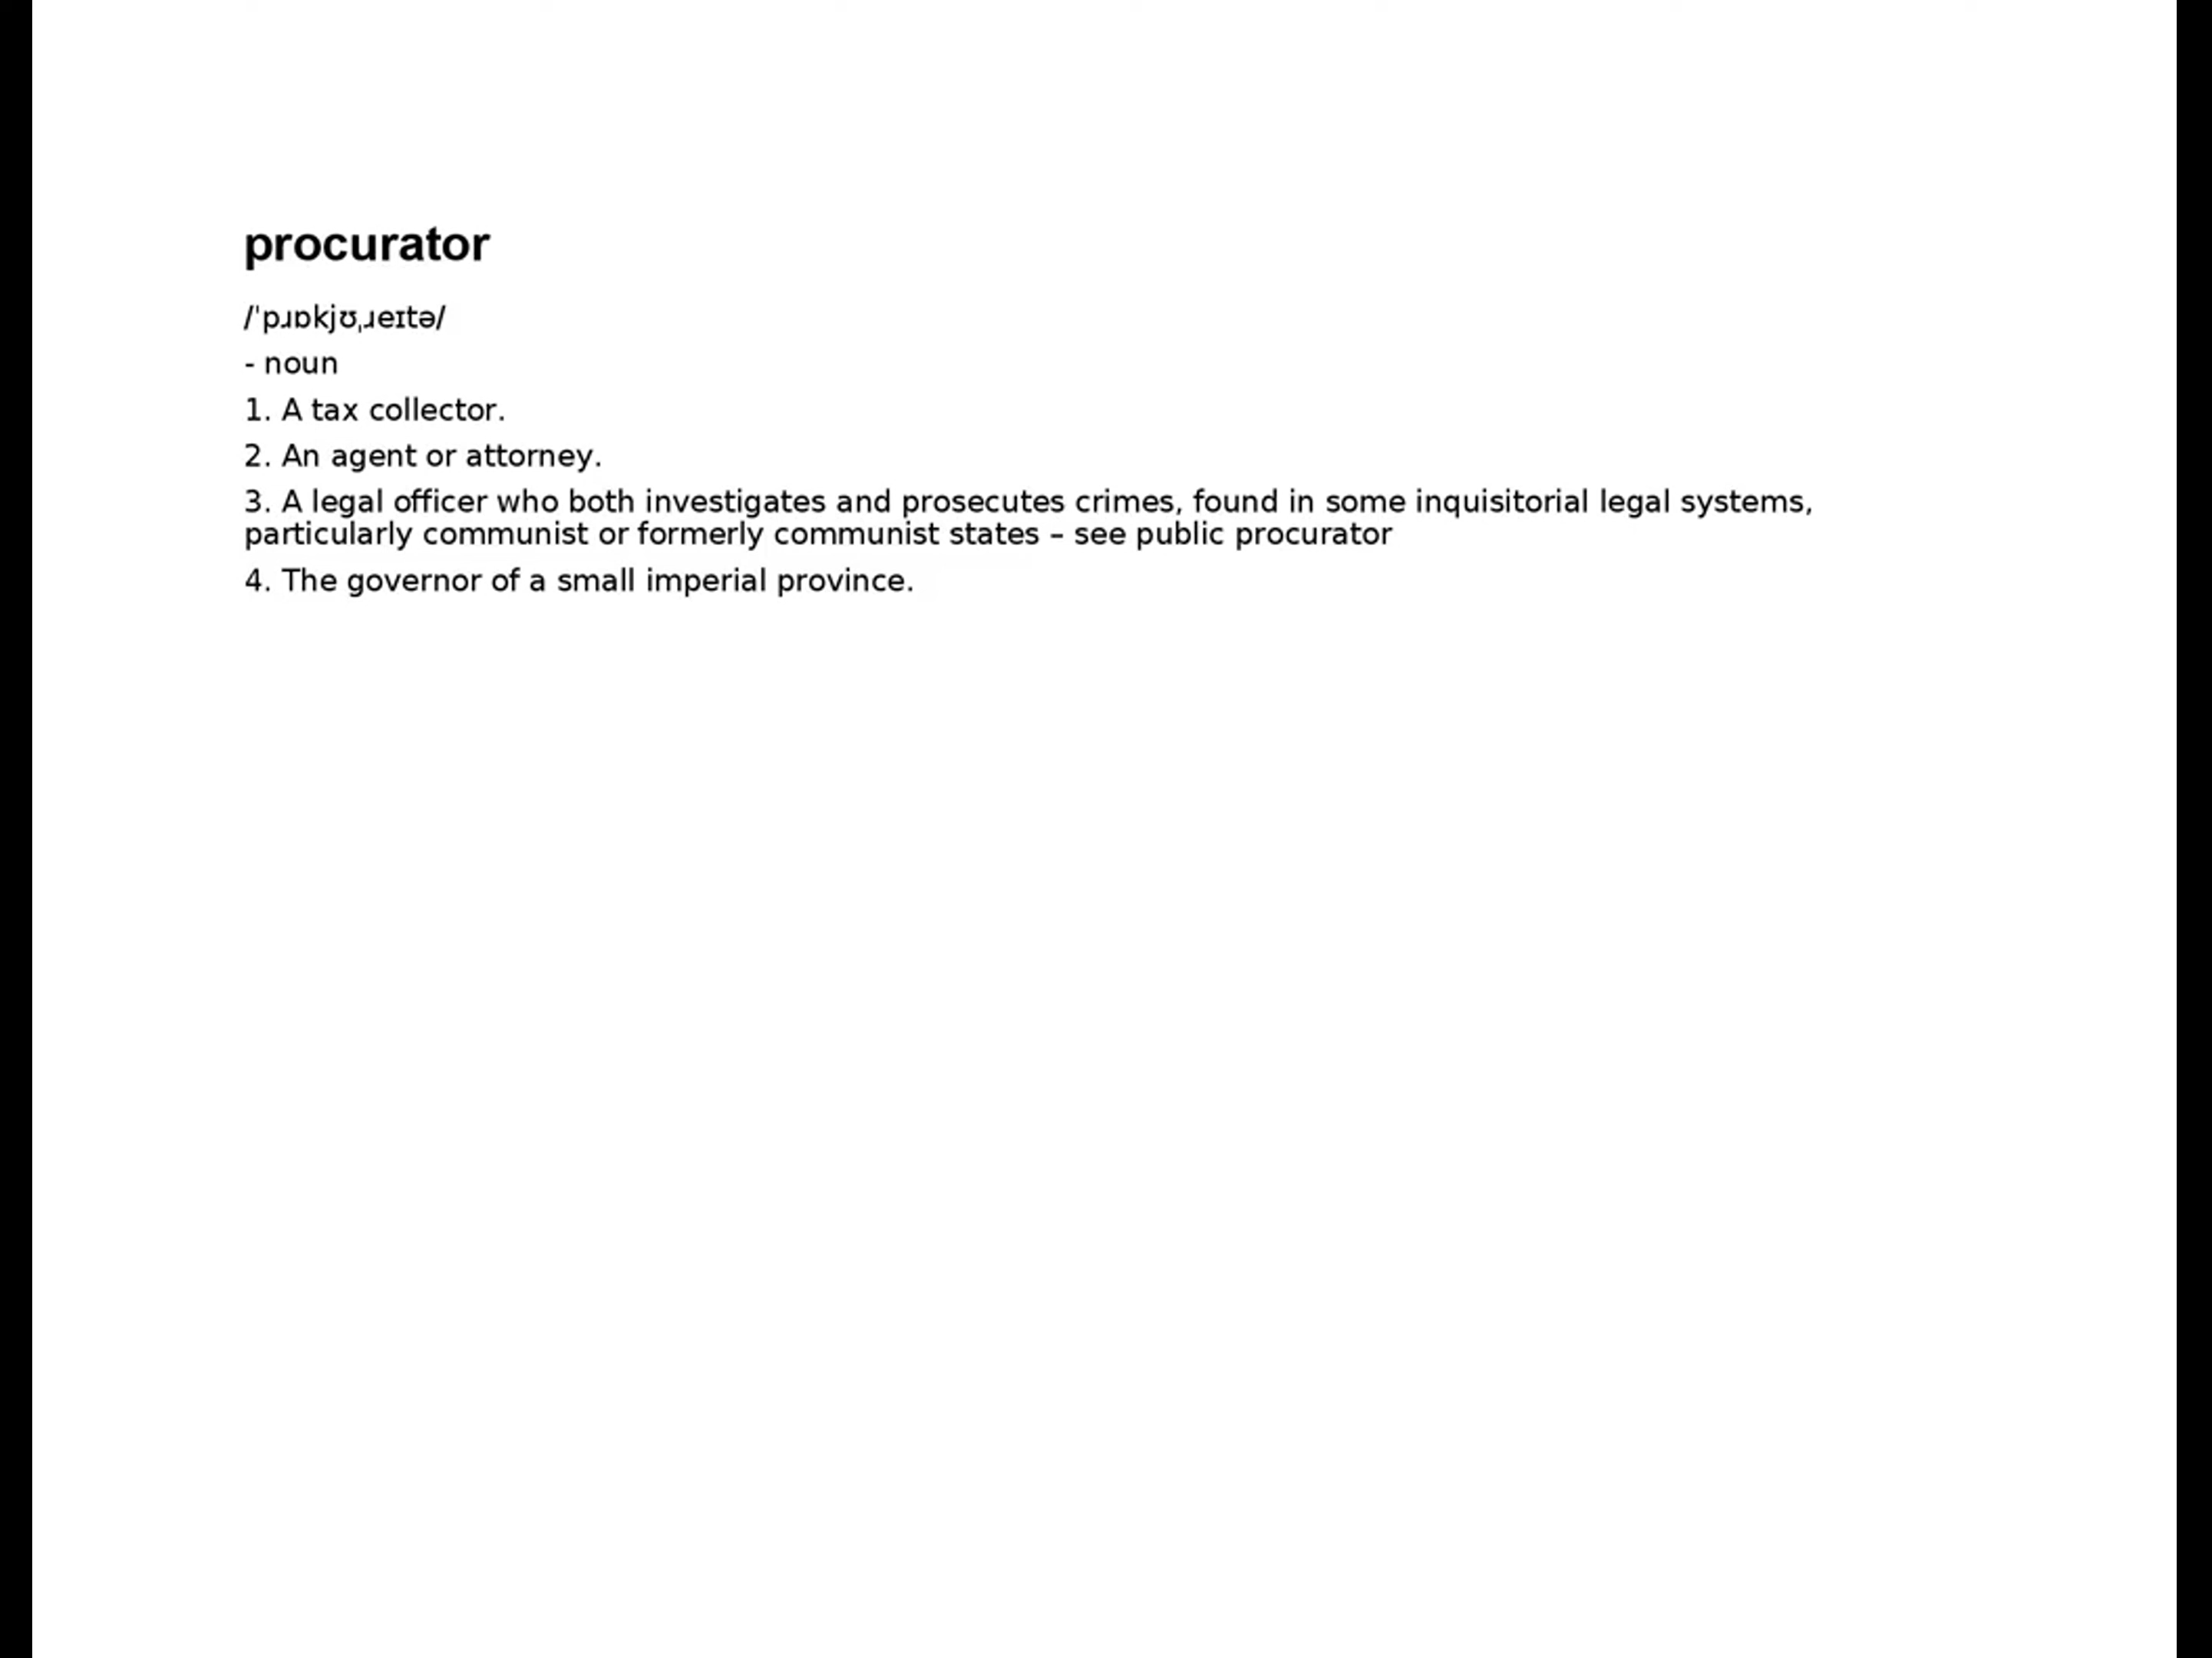 procurator
/ˈpɹɒkjʊˌɹeɪtə/
- noun
1. A tax collector.
2. An agent or attorney.
3. A legal officer who both investigates and prosecutes crimes, found in some inquisitorial legal systems,
particularly communist or formerly communist states – see public procurator
4. The governor of a small imperial province.